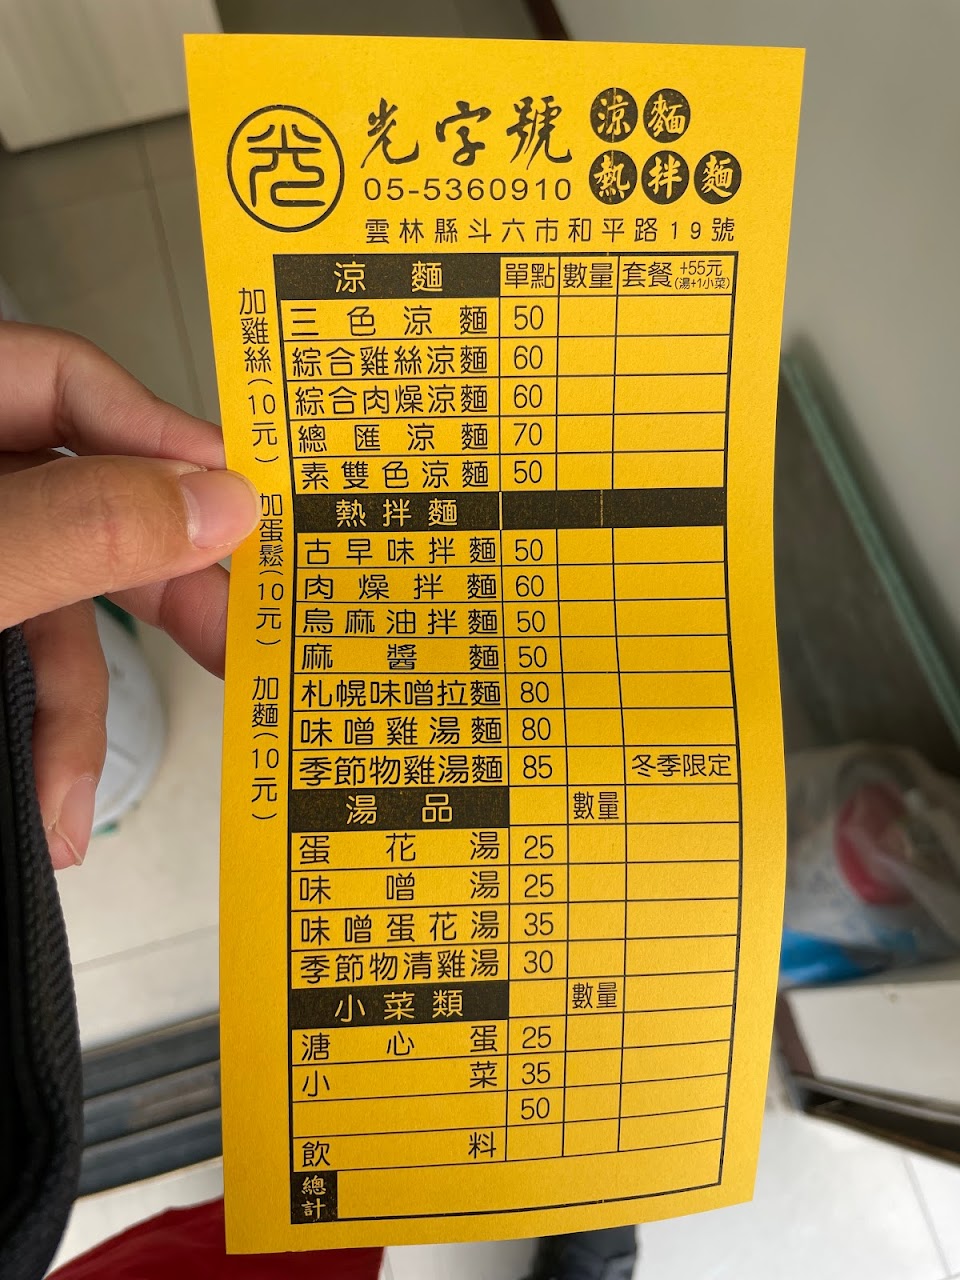 光
光字號
涼麵
熱拌麵
05-5360910
雲林縣斗六市和平路19號
加雞絲(10元)
加蛋鬆(10元)
加麵(10元)
涼麵 單點 數量 套餐 +55元 (湯+1小菜)
三色涼麵 50
綜合雞絲涼麵 60
綜合肉燥涼麵 60
總匯涼麵 70
素雙色涼麵 50
熱拌麵
古早味拌麵 50
肉燥拌麵 60
烏麻油拌麵 50
麻醬麵 50
札幌味噌拉麵 80
味噌雞湯麵 80
季節物雞湯麵 85 冬季限定
湯品 數量
蛋花湯 25
味噌湯 25
味噌蛋花湯 35
季節物清雞湯 30
小菜類 數量
溏心蛋 25
小菜 35
50
飲料
總計